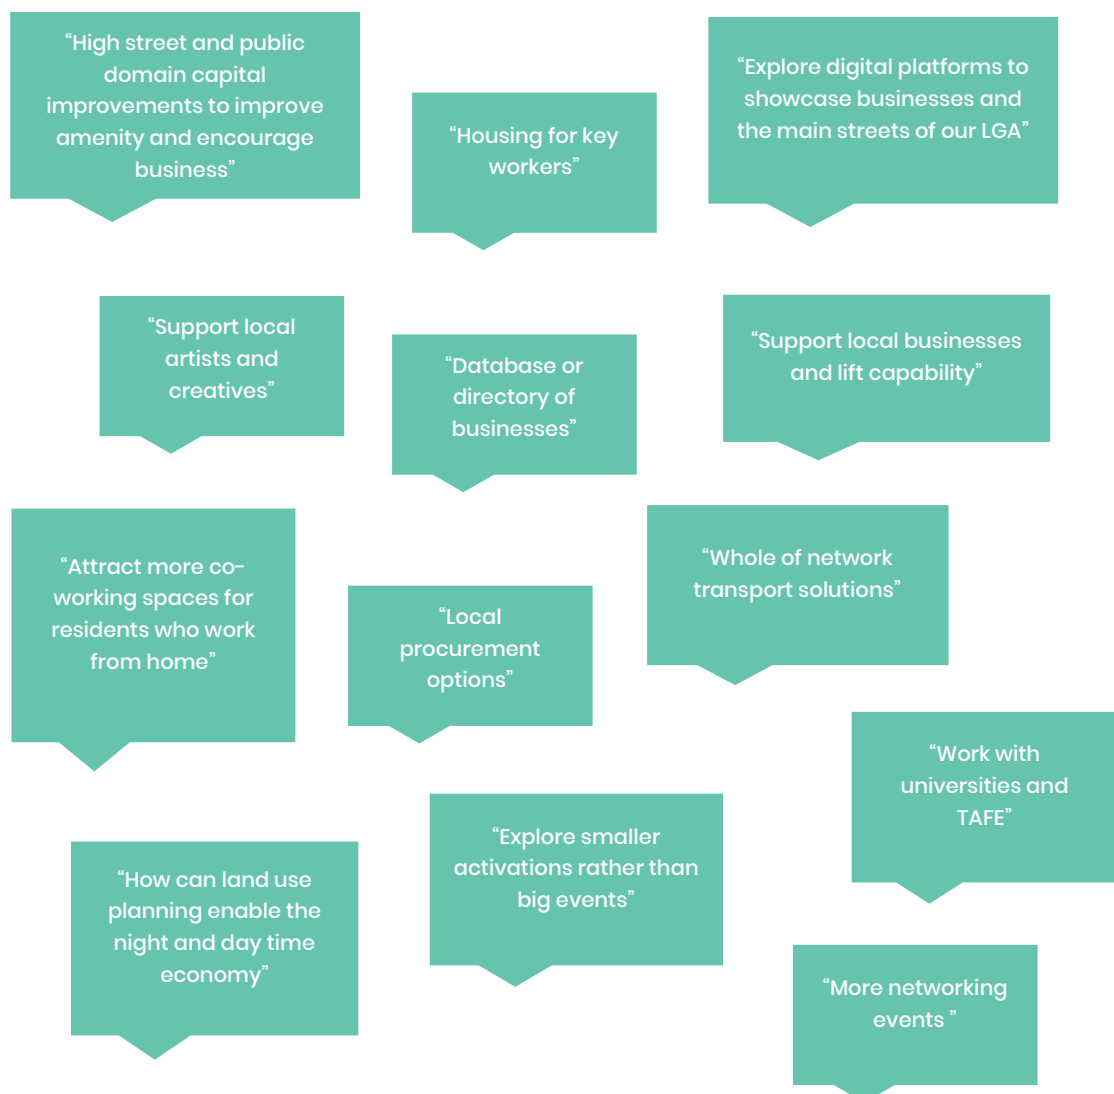 “High street and public
domain capital
improvements to improve
amenity and encourage
business”
“Housing for key
workers”
“Explore digital platforms to
showcase businesses and
the main streets of our LGA”
“Support local
artists and
creatives”
“Database or
directory of
businesses”
“Support local businesses
and lift capability”
“Attract more co-
working spaces for
residents who work
from home”
“Local
procurement
options”
“Whole of network
transport solutions”
“Work with
universities and
TAFE”
“How can land use
planning enable the
night and day time
economy”
“Explore smaller
activations rather than
big events”
“More networking
events ”